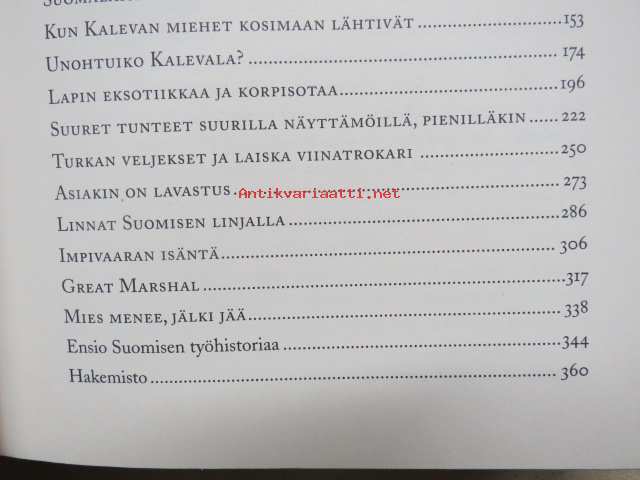 Kun Kalevan miehet kosimaan lähtivät 153
Unohtuiko Kalevala? 174
Lapin eksotiikkaa ja korpisotaa 196
Suuret tunteet suurilla näyttämöillä, pienilläkin 222
Turkan veljekset ja laiska viinatrokari 250
Asiakin on lavastus 273
Antikvariaatti.net
Linnat Suomisen linjalla 286
Impivaaran isäntä 306
Great Marshal 317
Mies menee, jälki jää 338
Ensio Suomisen työhistoriaa 344
Hakemisto 360